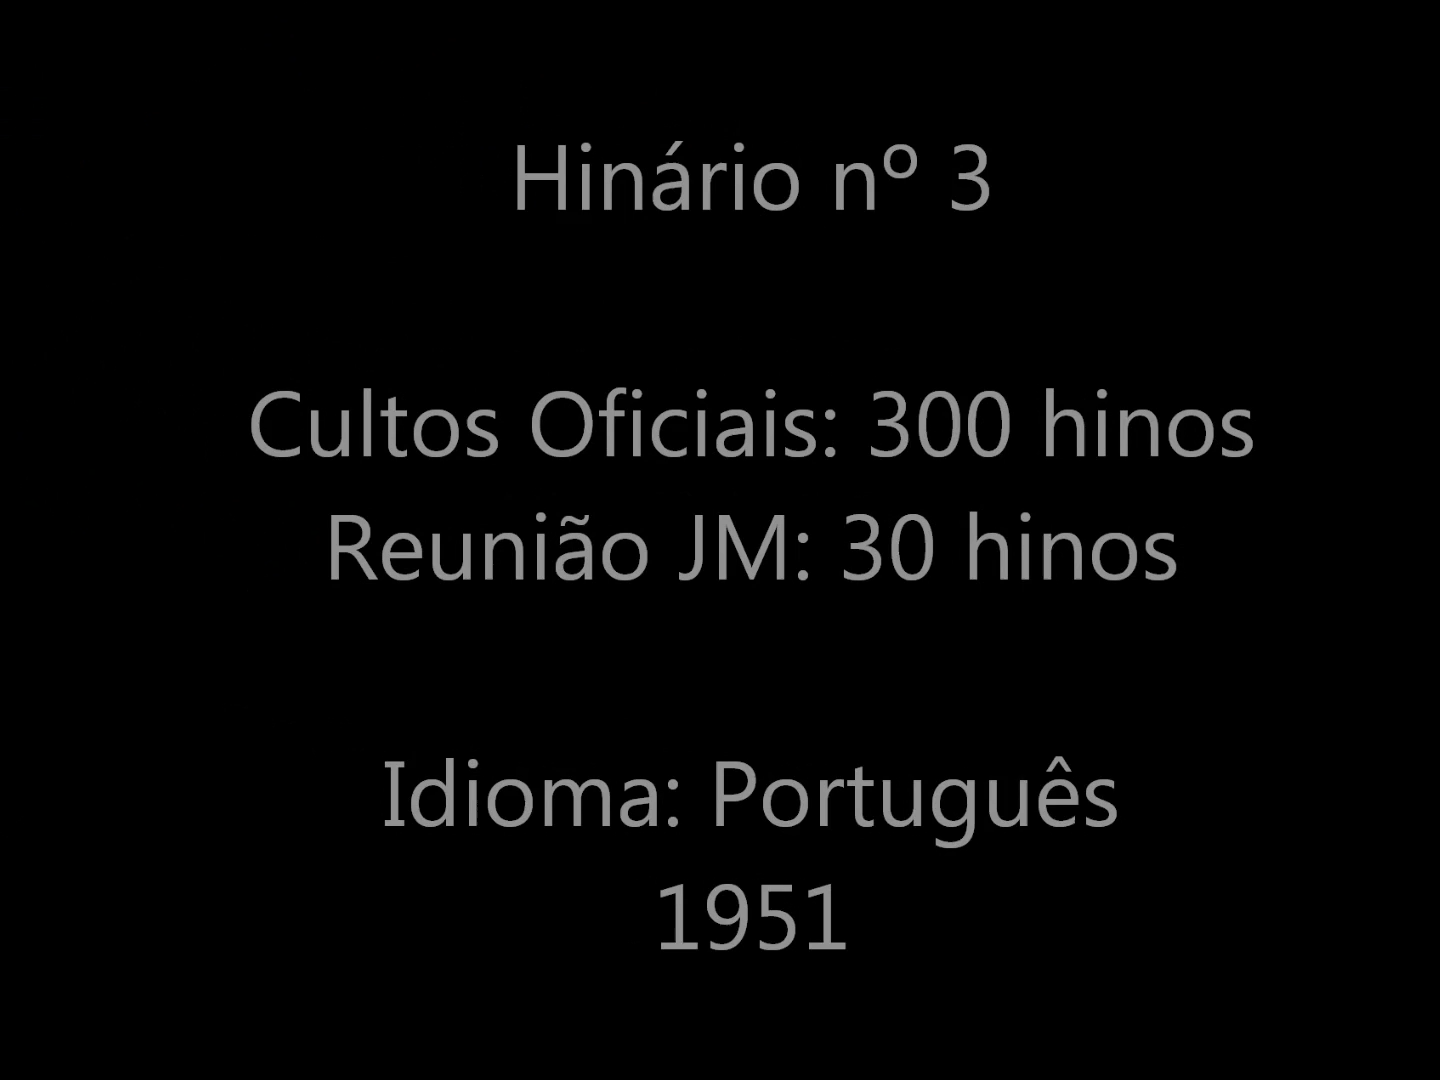 Hinário nº 3
Cultos Oficiais: 300 hinos
Reunião JM: 30 hinos
Idioma: Português
1951